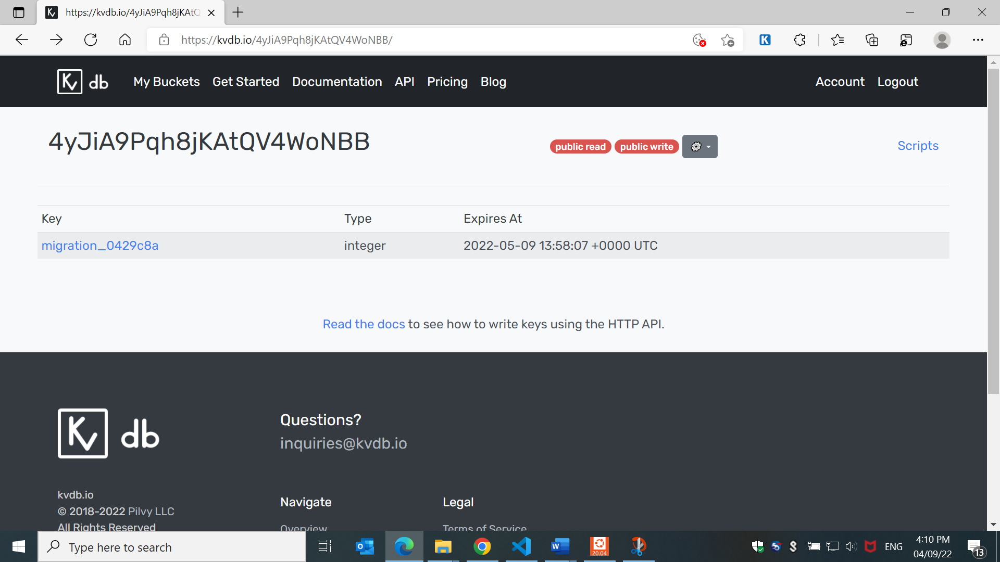 https://kvdb.io/4yJiA9Pqh8jKAtQ
https://kvdb.io/4yJiA9Pqh8jKAtQV4WoNBB/
Kv db My Buckets Get Started Documentation API Pricing Blog Account Logout
4yJiA9Pqh8jKAtQV4WoNBB public read public write Scripts
Key Type Expires At
migration_0429c8a integer 2022-05-09 13:58:07 +0000 UTC
Read the docs to see how to write keys using the HTTP API.
Kv db
Questions?
inquiries@kvdb.io
kvdb.io
© 2018-2022 Pilvy LLC
All Rights Reserved
Navigate
Overview
Legal
Terms of Service
Type here to search
20.04
ENG
4:10 PM
04/09/22
13